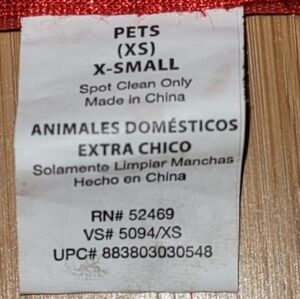 PETS
(XS)
X-SMALL
Spot Clean Only
Made in China
ANIMALES DOMÉSTICOS
EXTRA CHICO
Solamente Limpiar Manchas
Hecho en China
RN# 52469
VS# 5094/XS
UPC# 883803030548